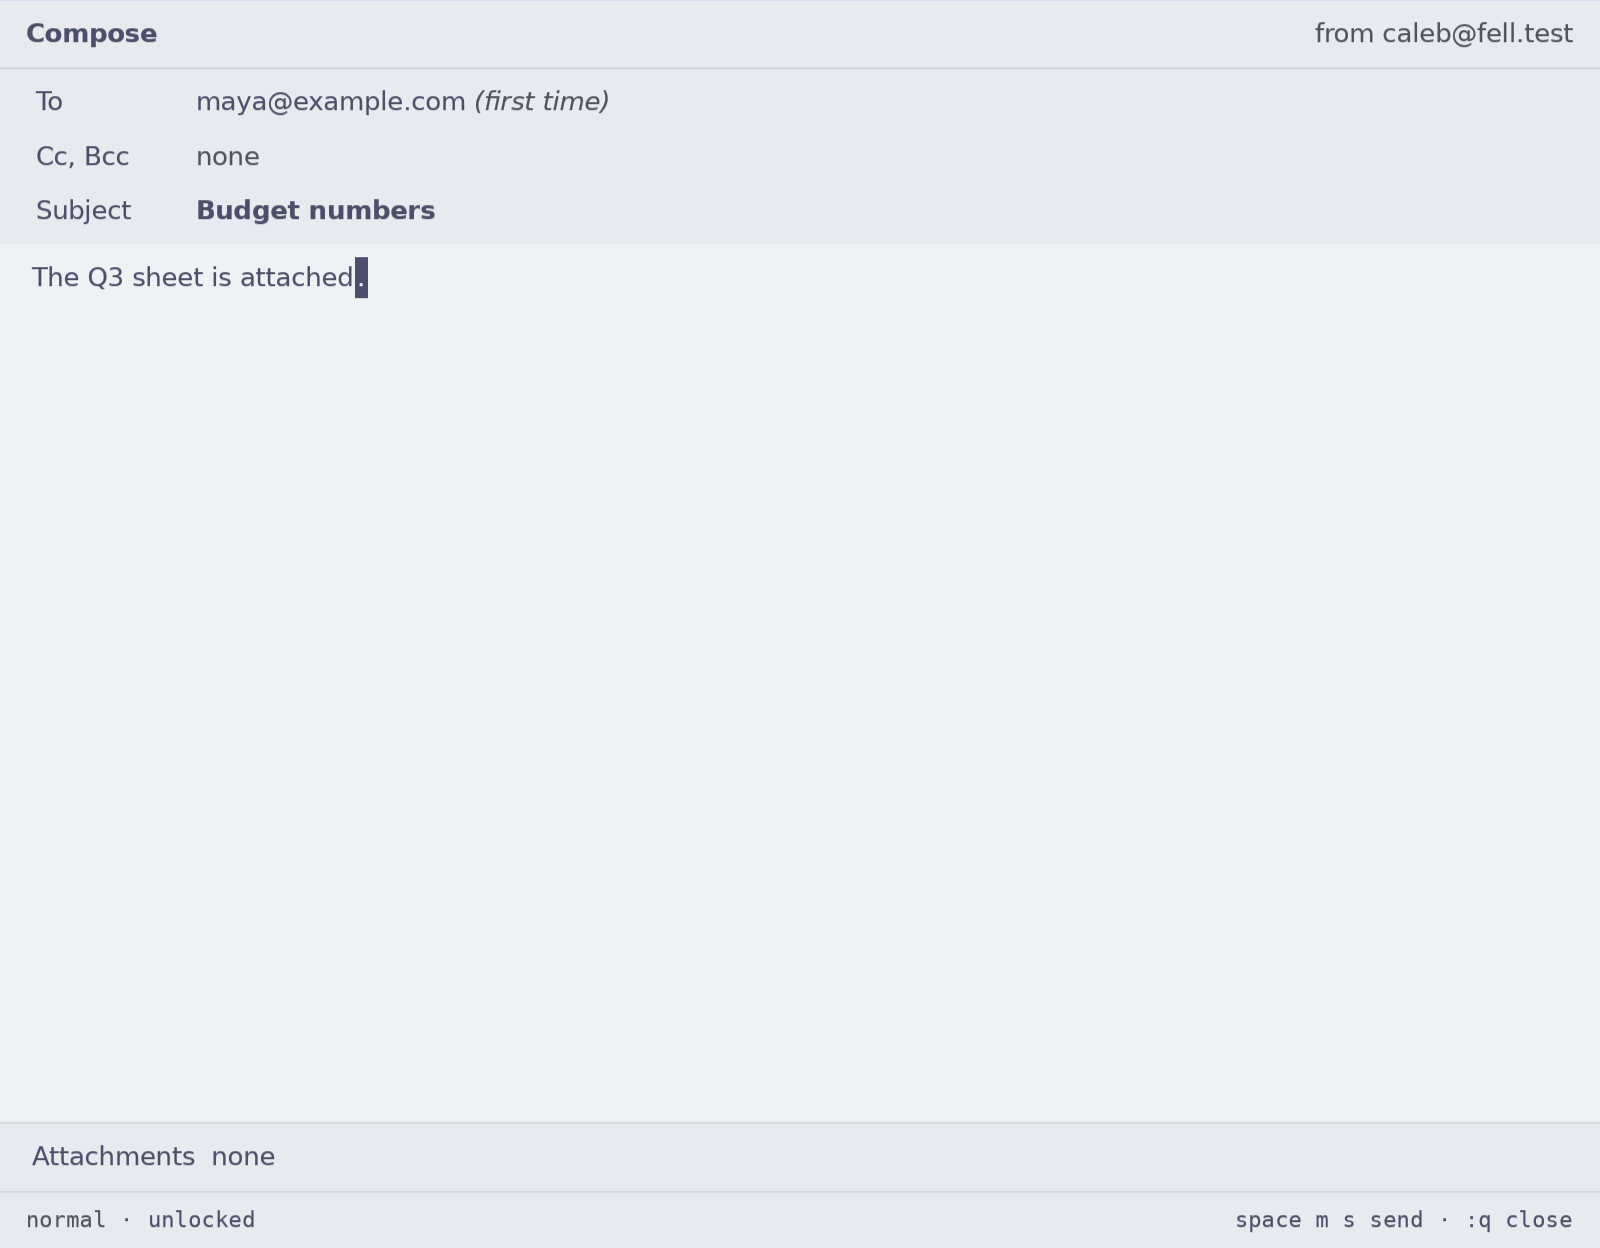 Compose from caleb@fell.test
To maya@example.com (first time)
Cc, Bcc none
Subject Budget numbers
The Q3 sheet is attached.
Attachments none
normal · unlocked space m s send · :q close